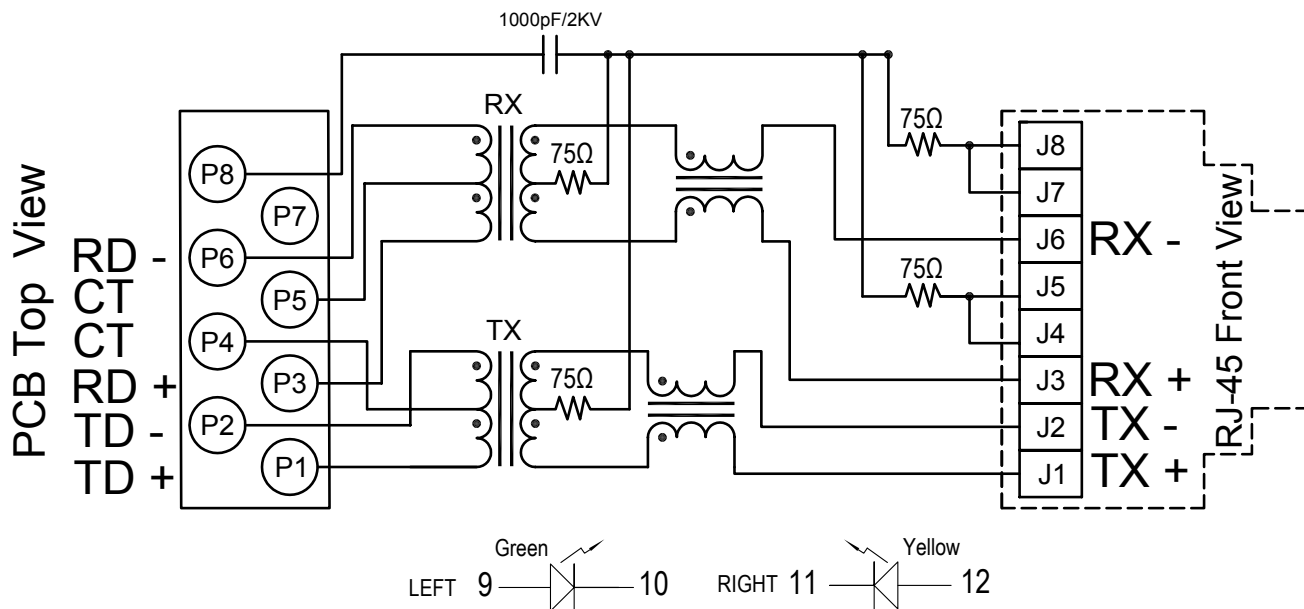 1000pF/2KV
RX
75Ω
75Ω
J8
P8
J7
P7
J6
RX -
RD -
P6
75Ω
J5
CT
P5
CT
P4
TX
J4
RD +
P3
75Ω
J3
RX +
TD -
P2
J2
TX -
TD +
P1
J1
TX +
PCB Top View
RJ-45 Front View
Green
Yellow
LEFT 9 10
RIGHT 11 12